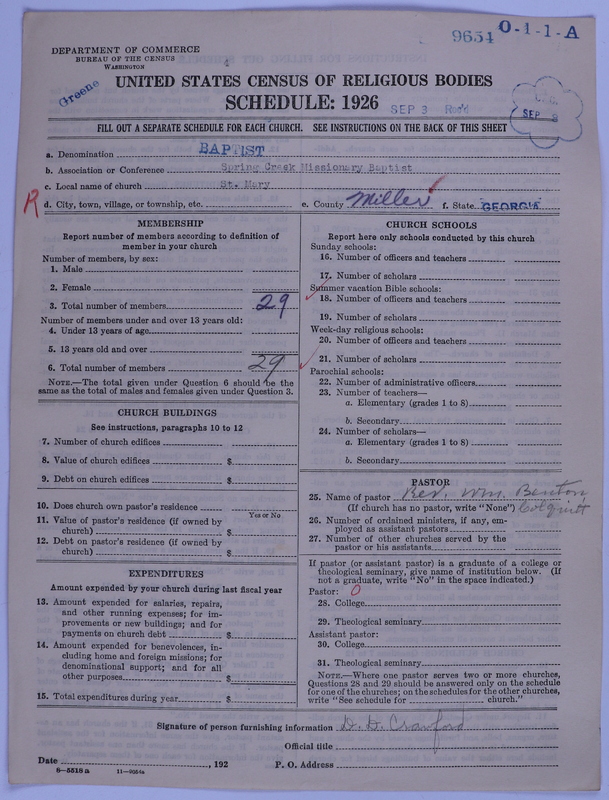 9654 O-1-1-A
DEPARTMENT OF COMMERCE
BUREAU OF THE CENSUS
WASHINGTON
Greene
UNITED STATES CENSUS OF RELIGIOUS BODIES
SCHEDULE: 1926
SEP 3 Rec'd
SEP 8
FILL OUT A SEPARATE SCHEDULE FOR EACH CHURCH. SEE INSTRUCTIONS ON THE BACK OF THIS SHEET
a. Denomination BAPTIST
b. Association or Conference Spring Creek Missionary Baptist
c. Local name of church St. Mary
R d. City, town, village, or township, etc. e. County Miller f. State GEORGIA
MEMBERSHIP
Report number of members according to definition of
member in your church
Number of members, by sex:
1. Male
2. Female
3. Total number of members 29
Number of members under and over 13 years old:
4. Under 13 years of age
5. 13 years old and over
6. Total number of members 29
NOTE.—The total given under Question 6 should be the
same as the total of males and females given under Question 3.
CHURCH BUILDINGS
See instructions, paragraphs 10 to 12
7. Number of church edifices
8. Value of church edifices $
9. Debt on church edifices $
10. Does church own pastor's residence
Yes or No
11. Value of pastor's residence (if owned by
church) $
12. Debt on pastor's residence (if owned by
church) $
EXPENDITURES
Amount expended by your church during last fiscal year
13. Amount expended for salaries, repairs,
and other running expenses; for im-
provements or new buildings; and for
payments on church debt $
14. Amount expended for benevolences, in-
cluding home and foreign missions; for
denominational support; and for all
other purposes $
15. Total expenditures during year $
CHURCH SCHOOLS
Report here only schools conducted by this church
Sunday schools:
16. Number of officers and teachers
17. Number of scholars
Summer vacation Bible schools:
18. Number of officers and teachers
19. Number of scholars
Week-day religious schools:
20. Number of officers and teachers
21. Number of scholars
Parochial schools:
22. Number of administrative officers
23. Number of teachers—
a. Elementary (grades 1 to 8)
b. Secondary
24. Number of scholars—
a. Elementary (grades 1 to 8)
b. Secondary
PASTOR
25. Name of pastor Rev. Wm. Benton,
(If church has no pastor, write "None") Colquitt
26. Number of ordained ministers, if any, em-
ployed as assistant pastors
27. Number of other churches served by the
pastor or his assistants
If pastor (or assistant pastor) is a graduate of a college or
theological seminary, give name of institution below. (If
not a graduate, write "No" in the space indicated.)
Pastor: 0
28. College
29. Theological seminary
Assistant pastor:
30. College
31. Theological seminary
NOTE.—Where one pastor serves two or more churches,
Questions 28 and 29 should be answered only on the schedule
for one of the churches; on the schedules for the other churches,
write "See schedule for church."
Signature of person furnishing information D. D. Crawford
Official title
Date , 192 P. O. Address
8-5518a 11-9054a